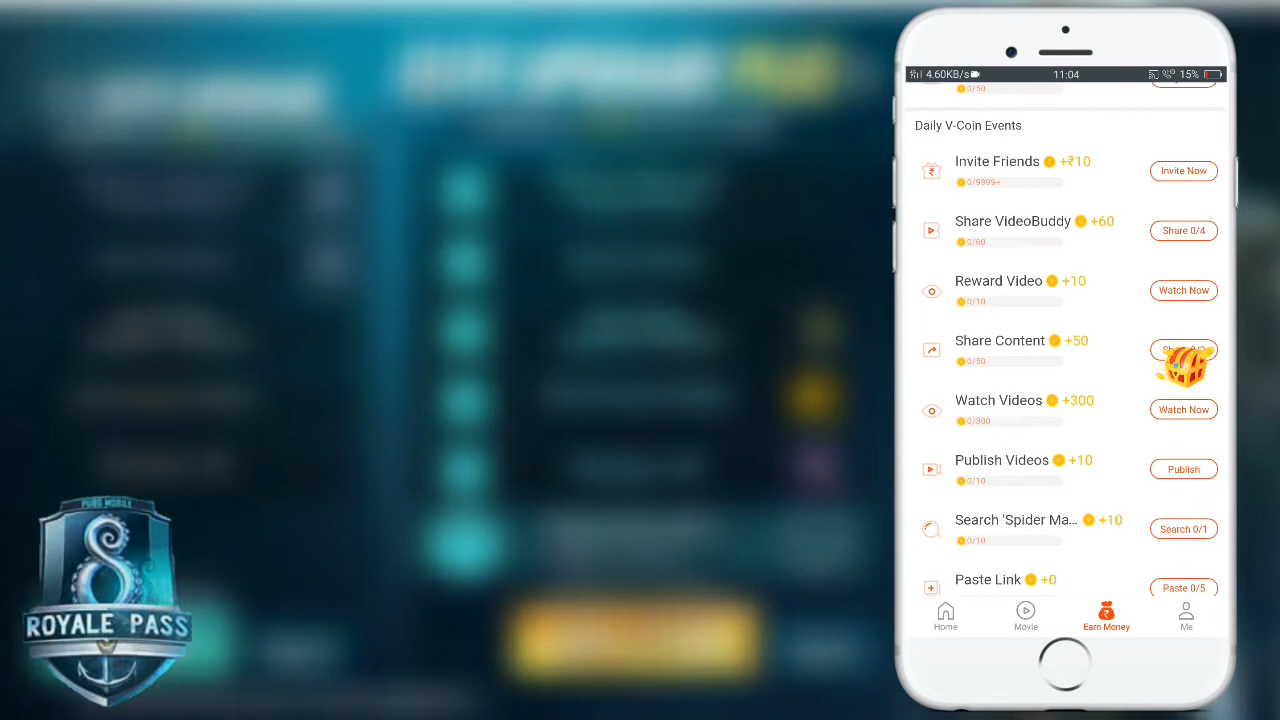 PUBG MOBILE
8
ROYALE PASS
4.60KB/s 11:04 15%
0/50
Daily V-Coin Events
Invite Friends +₹10
0/9999+
Invite Now
Share VideoBuddy +60
0/60
Share 0/4
Reward Video +10
0/10
Watch Now
Share Content +50
0/50
Watch Videos +300
0/300
Watch Now
Publish Videos +10
0/10
Publish
Search 'Spider Ma... +10
0/10
Search 0/1
Paste Link +0
Paste 0/5
Home Movie Earn Money Me